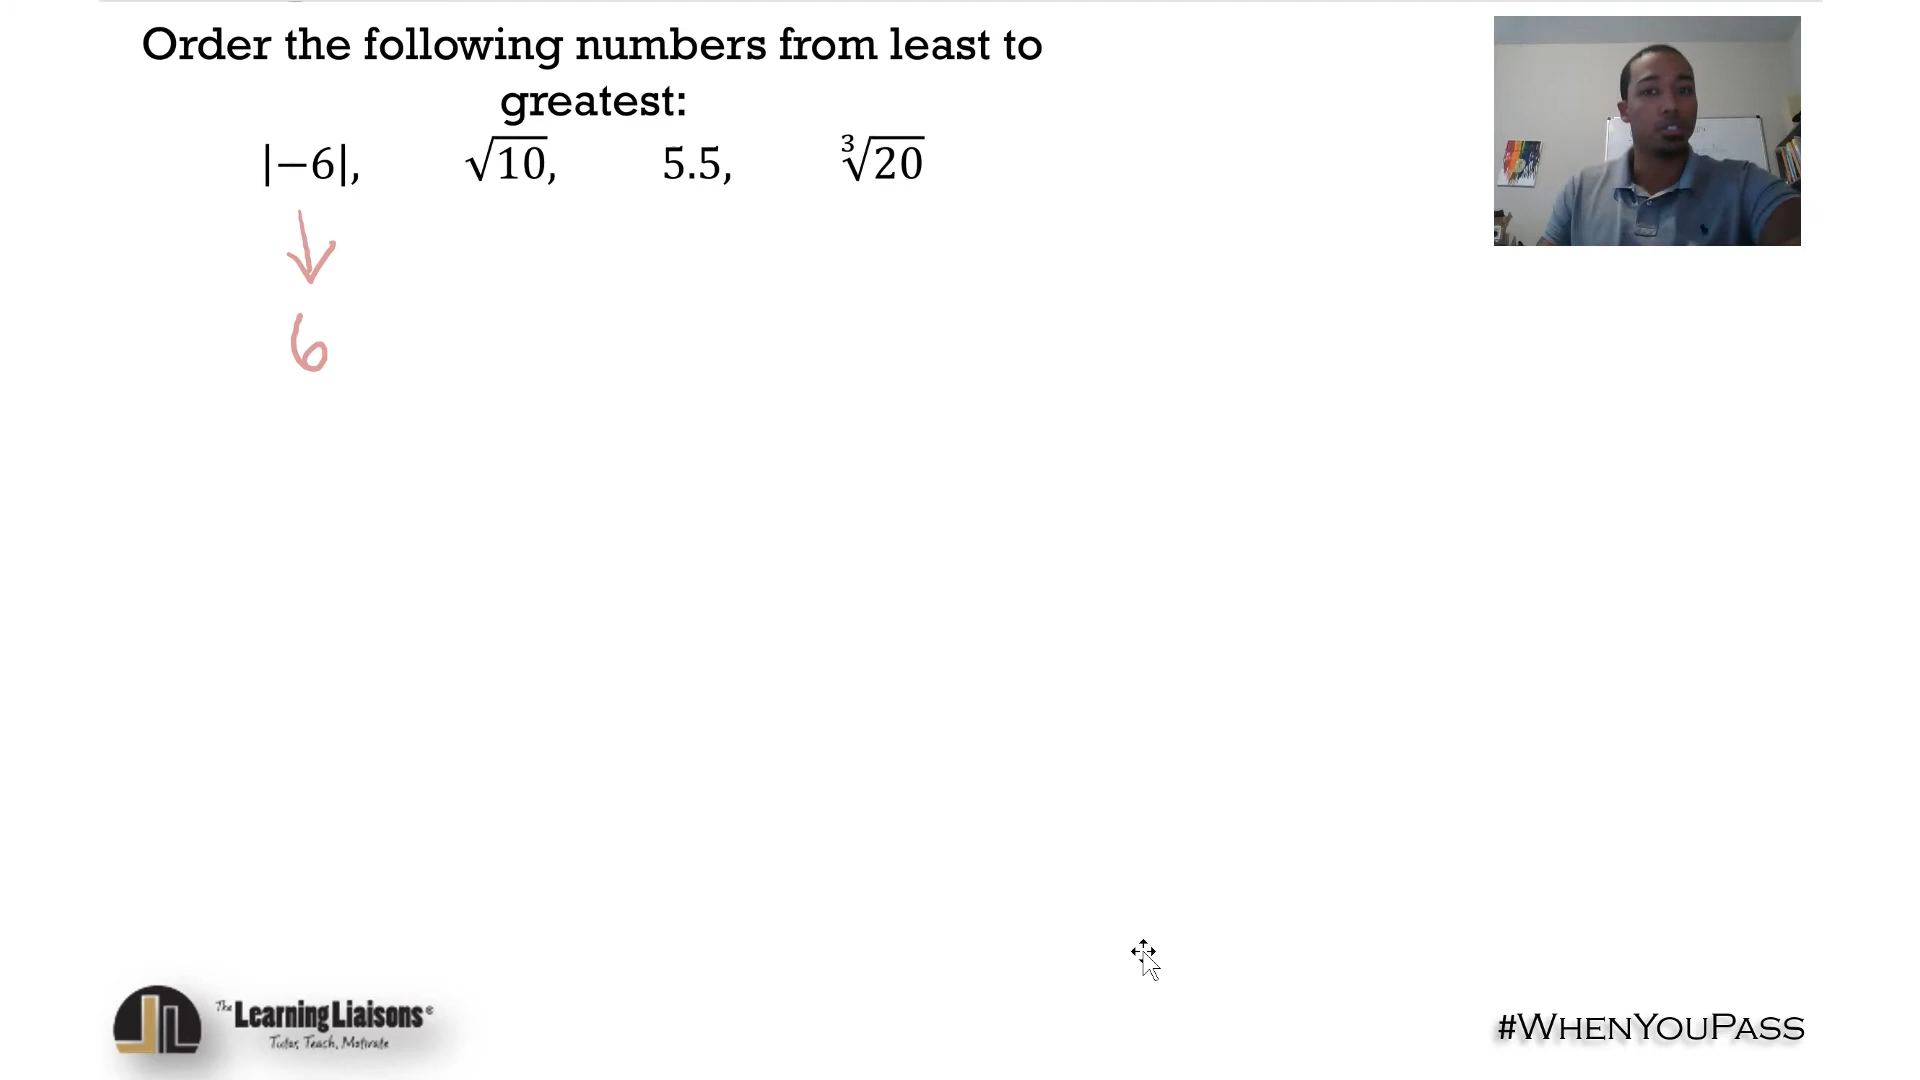 Order the following numbers from least to
greatest:
|−6|, √10, 5.5, ∛20
6
The Learning Liaisons®
Tutor, Teach, Motivate
#WHENYOUPASS